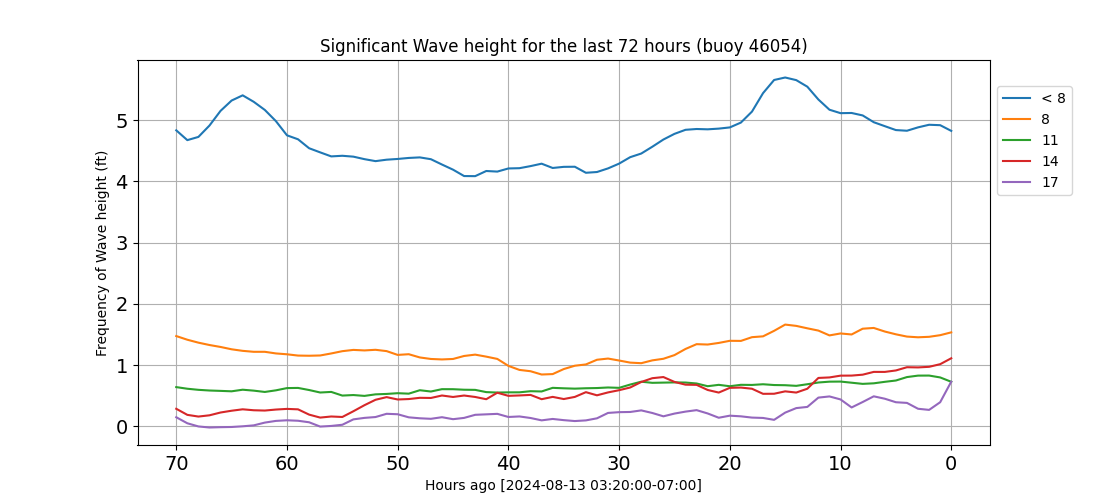 Significant Wave height for the last 72 hours (buoy 46054)
Frequency of Wave height (ft)
5
4
3
2
1
0
70 60 50 40 30 20 10 0
Hours ago [2024-08-13 03:20:00-07:00]
< 8
8
11
14
17